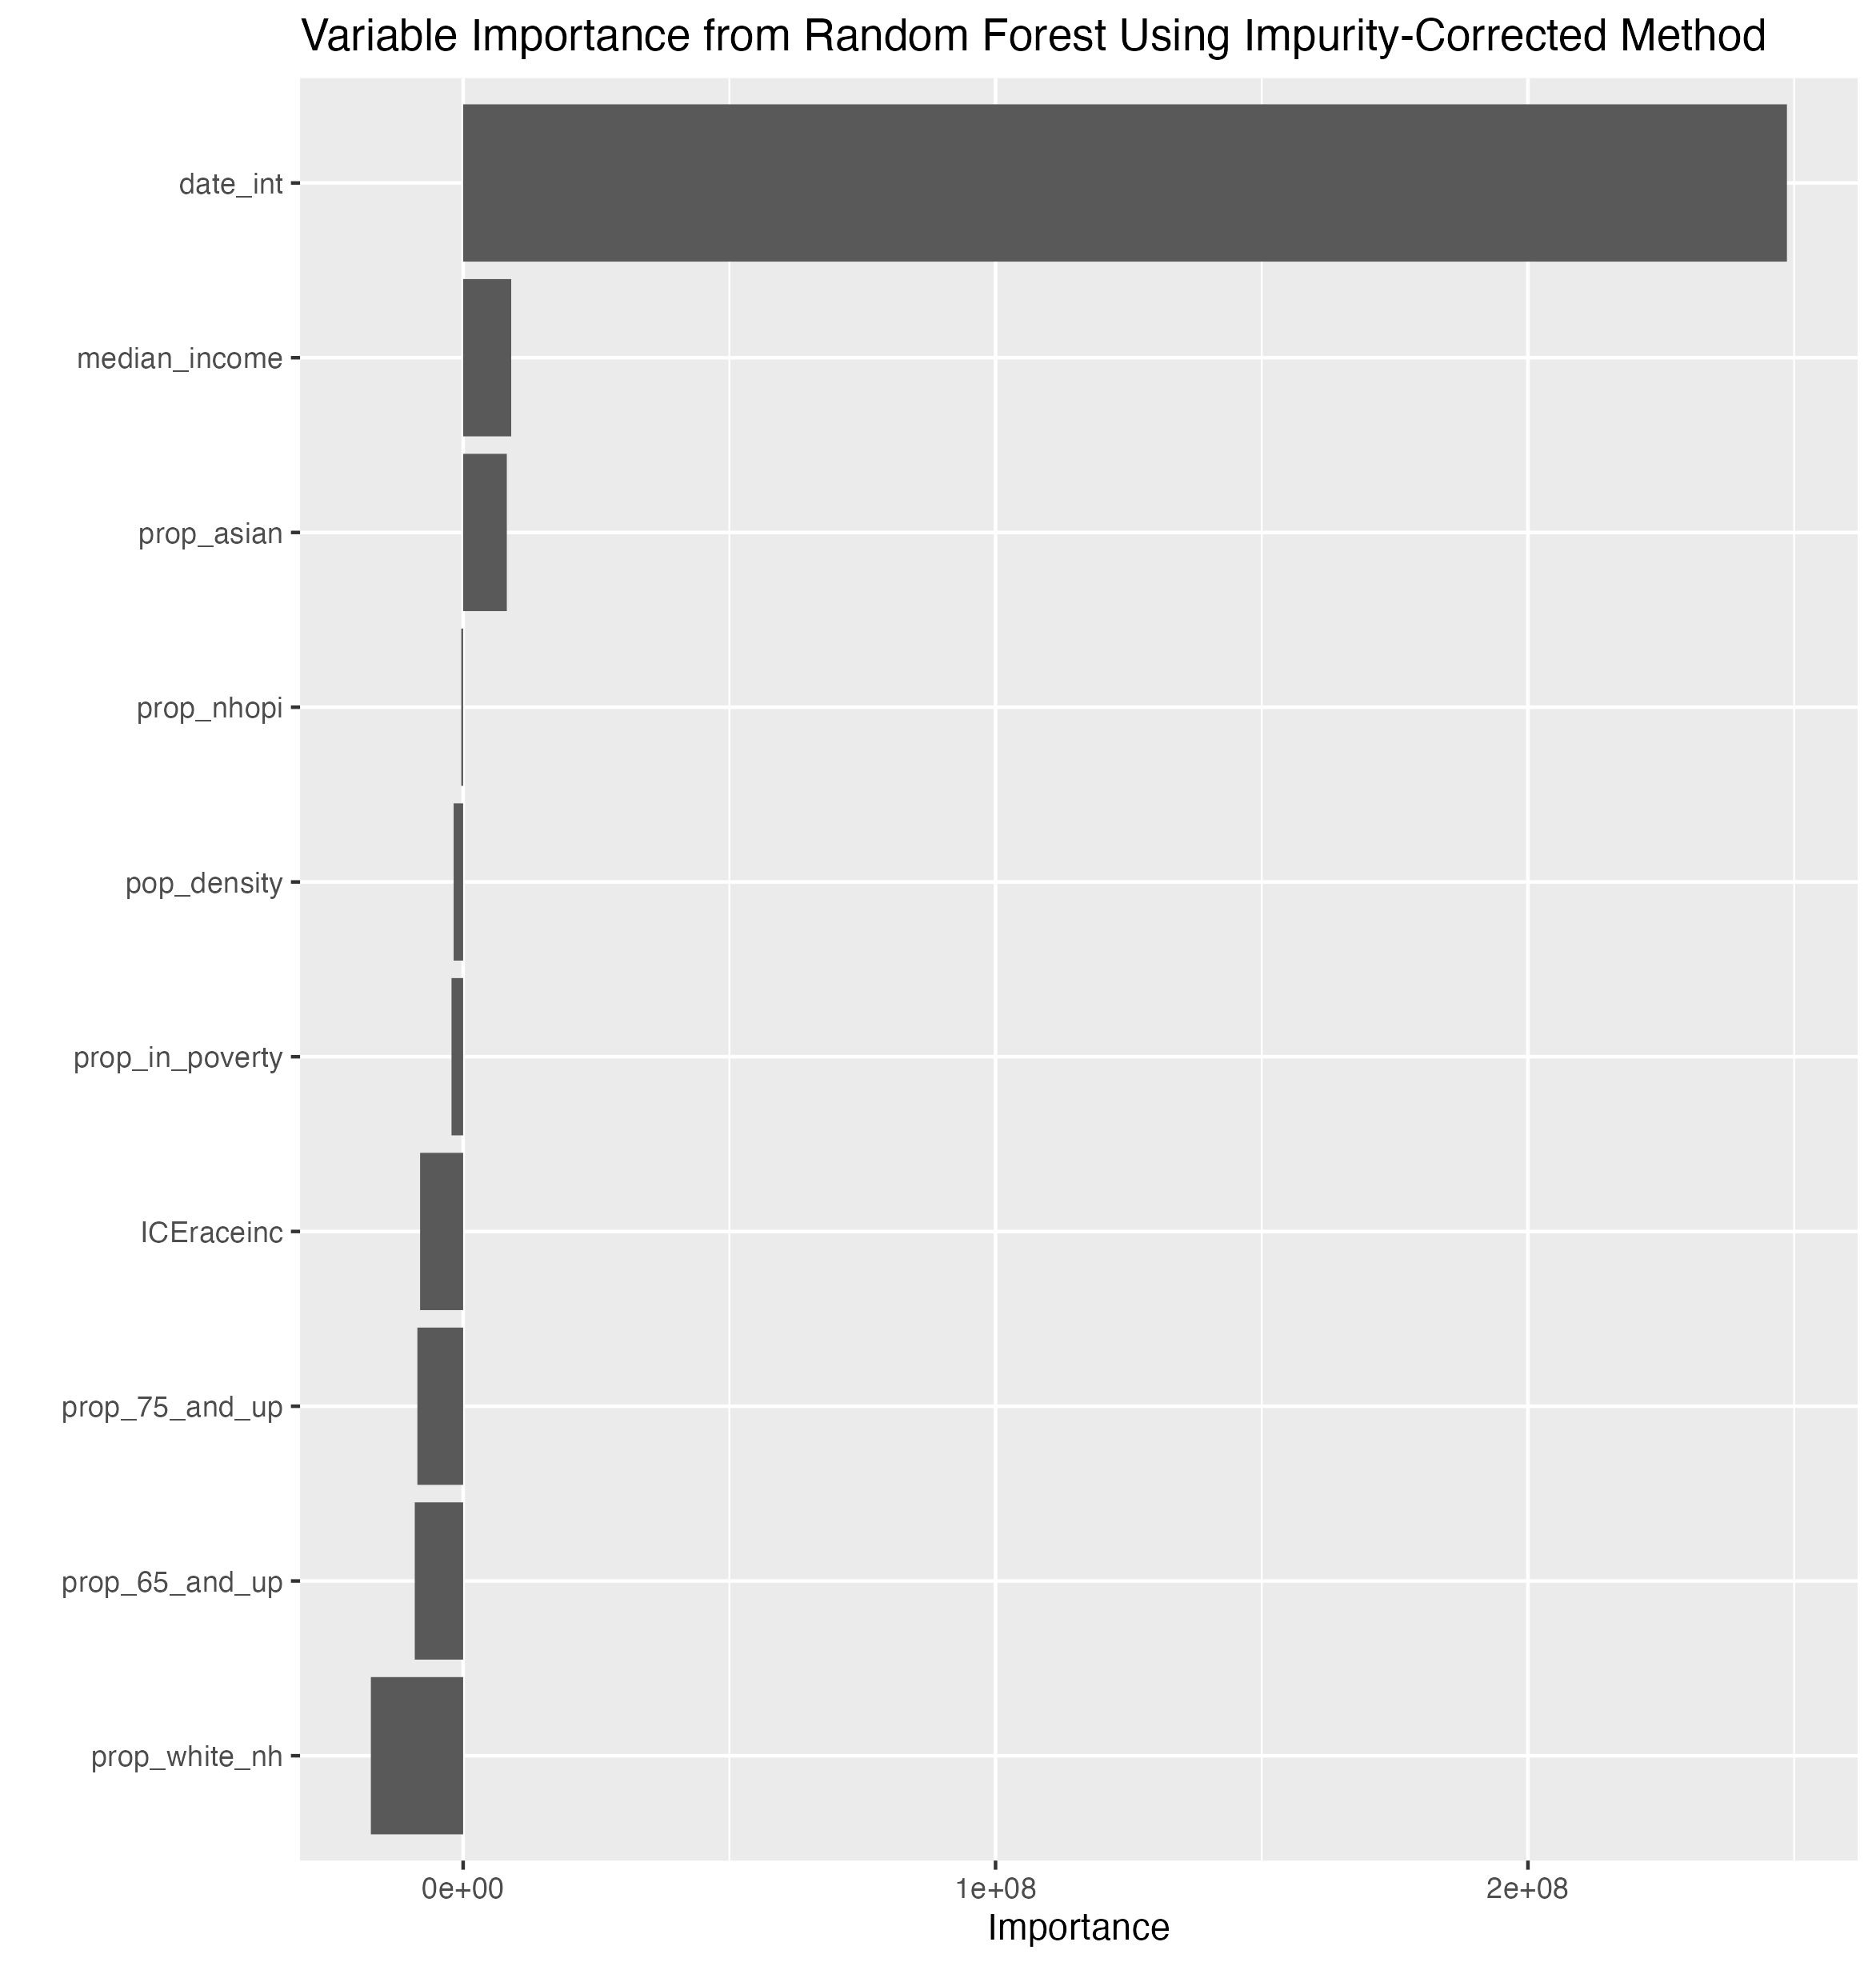 Variable Importance from Random Forest Using Impurity-Corrected Method
date_int
median_income
prop_asian
prop_nhopi
pop_density
prop_in_poverty
ICEraceinc
prop_75_and_up
prop_65_and_up
prop_white_nh
0e+00 1e+08 2e+08
Importance